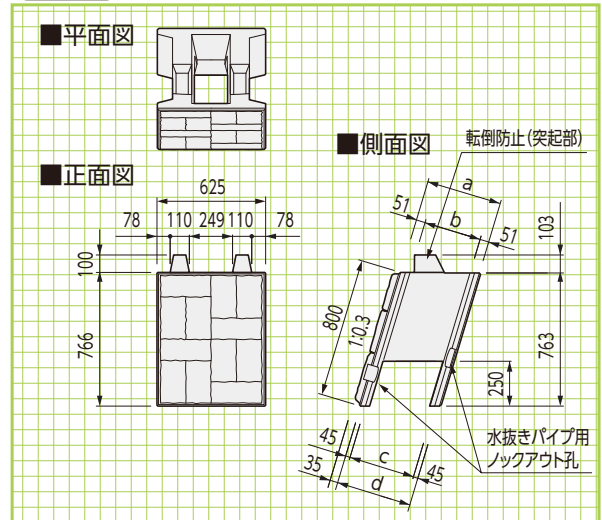 ■平面図
■側面図
転倒防止(突起部)
■正面図
625
78 110 249 110 78
100
766
a
51 b 51
103
800
1:0.3
763
250
水抜きパイプ用
ノックアウト孔
45 c 45
35 d